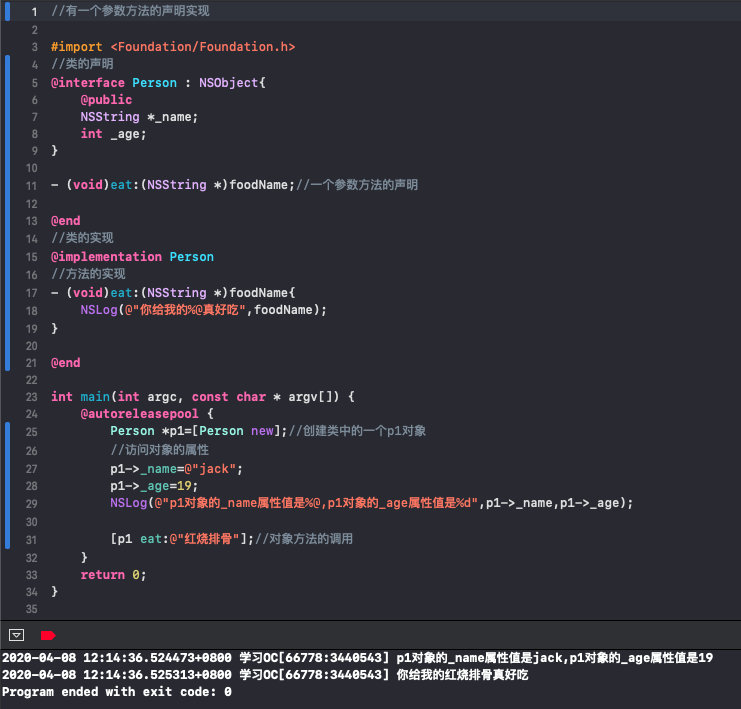 1 //有一个参数方法的声明实现
2
3 #import <Foundation/Foundation.h>
4 //类的声明
5 @interface Person : NSObject{
6     @public
7     NSString *_name;
8     int _age;
9 }
10
11 - (void)eat:(NSString *)foodName;//一个参数方法的声明
12
13 @end
14 //类的实现
15 @implementation Person
16 //方法的实现
17 - (void)eat:(NSString *)foodName{
18     NSLog(@"你给我的%@真好吃",foodName);
19 }
20
21 @end
22
23 int main(int argc, const char * argv[]) {
24     @autoreleasepool {
25         Person *p1=[Person new];//创建类中的一个p1对象
26         //访问对象的属性
27         p1->_name=@"jack";
28         p1->_age=19;
29         NSLog(@"p1对象的_name属性值是%@,p1对象的_age属性值是%d",p1->_name,p1->_age);
30
31         [p1 eat:@"红烧排骨"];//对象方法的调用
32     }
33     return 0;
34 }
35
2020-04-08 12:14:36.524473+0800 学习OC[66778:3440543] p1对象的_name属性值是jack,p1对象的_age属性值是19
2020-04-08 12:14:36.525313+0800 学习OC[66778:3440543] 你给我的红烧排骨真好吃
Program ended with exit code: 0